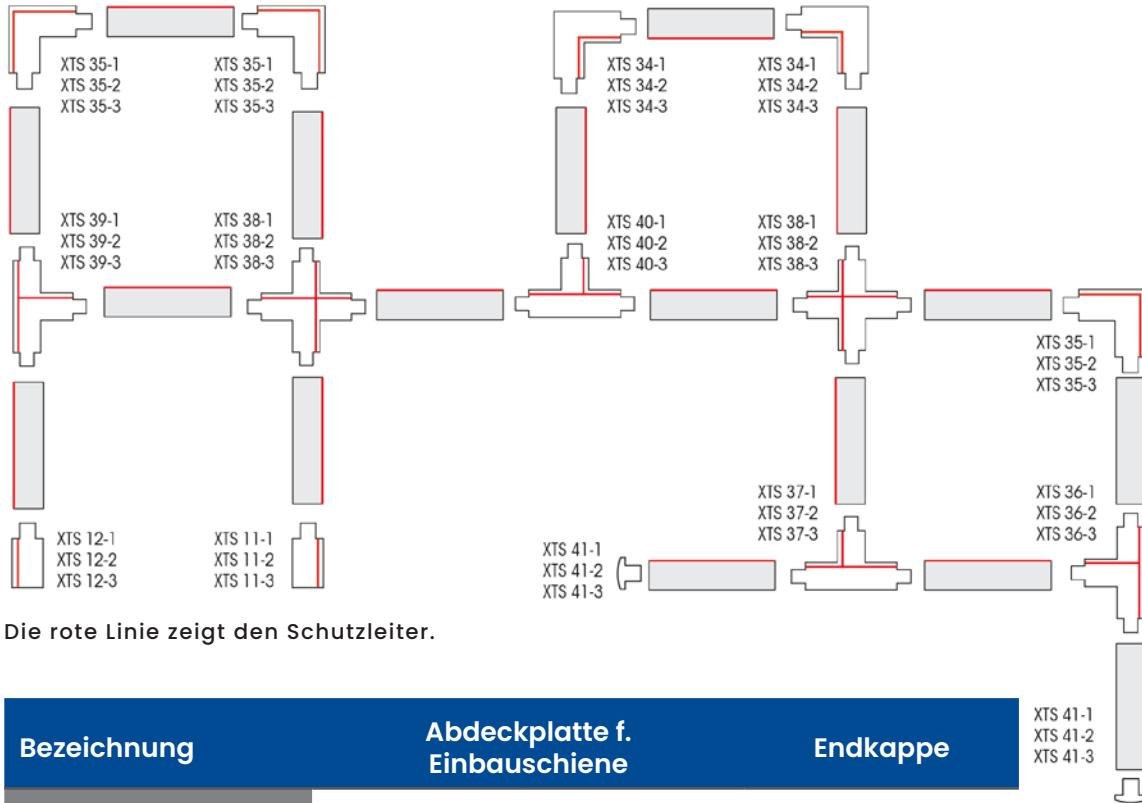 XTS 35-1
XTS 35-2
XTS 35-3
XTS 35-1
XTS 35-2
XTS 35-3
XTS 34-1
XTS 34-2
XTS 34-3
XTS 34-1
XTS 34-2
XTS 34-3
XTS 39-1
XTS 39-2
XTS 39-3
XTS 38-1
XTS 38-2
XTS 38-3
XTS 40-1
XTS 40-2
XTS 40-3
XTS 38-1
XTS 38-2
XTS 38-3
XTS 35-1
XTS 35-2
XTS 35-3
XTS 12-1
XTS 12-2
XTS 12-3
XTS 11-1
XTS 11-2
XTS 11-3
XTS 41-1
XTS 41-2
XTS 41-3
XTS 37-1
XTS 37-2
XTS 37-3
XTS 36-1
XTS 36-2
XTS 36-3
Die rote Linie zeigt den Schutzleiter.
XTS 41-1
XTS 41-2
XTS 41-3
Bezeichnung
Abdeckplatte f.
Einbauschiene
Endkappe